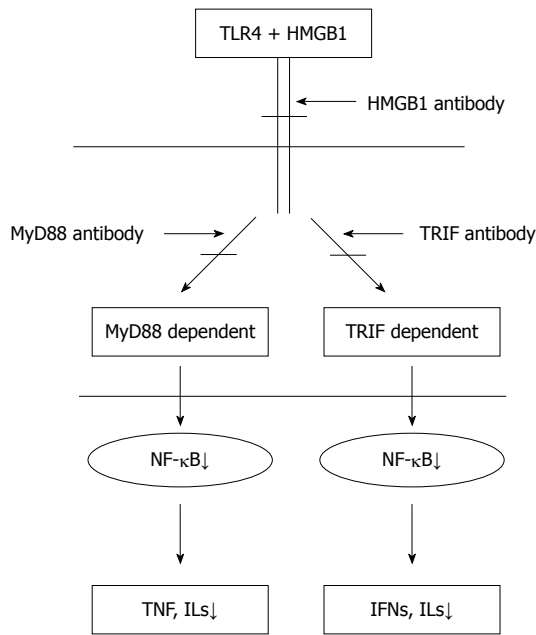 TLR4 + HMGB1
HMGB1 antibody
MyD88 antibody
TRIF antibody
MyD88 dependent
TRIF dependent
NF-κB↓
NF-κB↓
TNF, ILs↓
IFNs, ILs↓